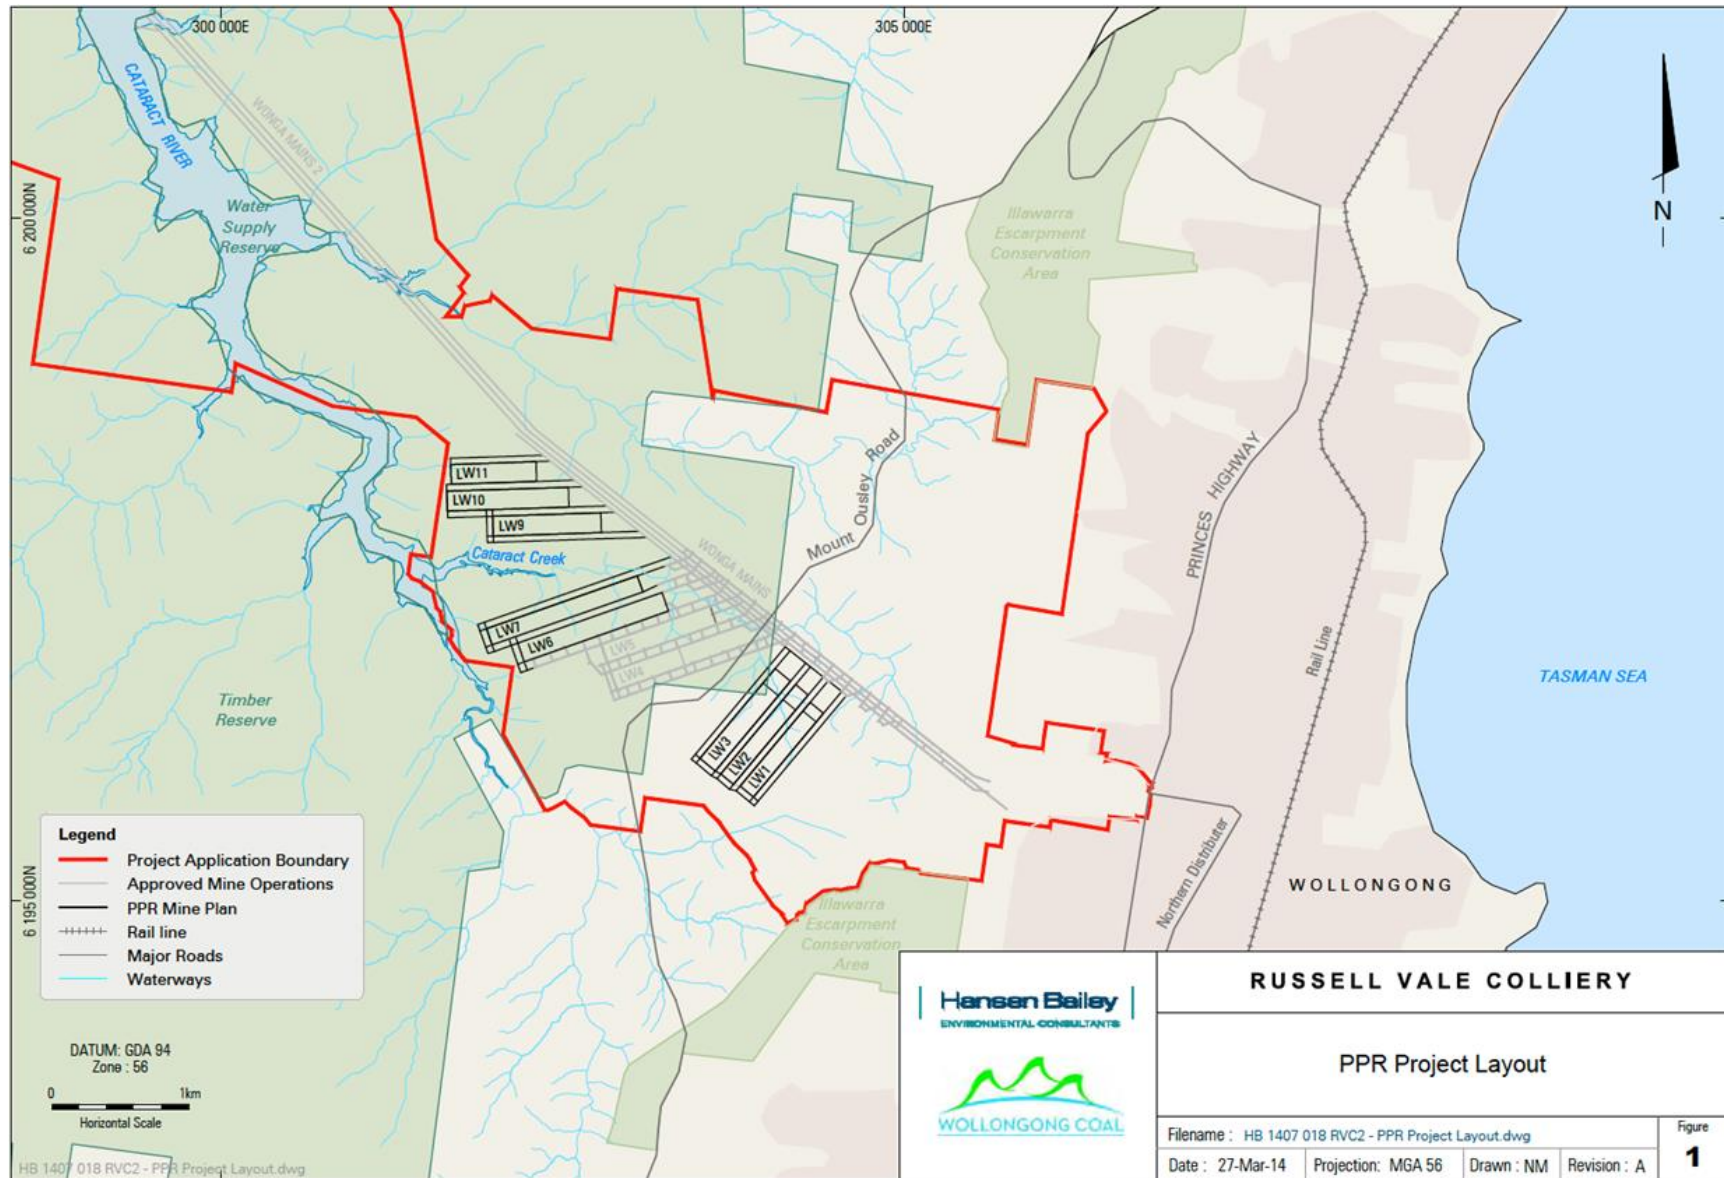 300 000E
305 000E
6 200 000N
6 195 000N
CATARACT RIVER
WONGA MAINS 2
Water
Supply
Reserve
Illawarra
Escarpment
Conservation
Area
N
LW11
LW10
LW9
Cataract Creek
WONGA MAINS
Mount Ousley Road
PRINCES HIGHWAY
Rail Line
TASMAN SEA
LW7
LW6
LW5
LW4
LW3
LW2
LW1
Timber
Reserve
Northern Distributer
WOLLONGONG
Illawarra
Escarpment
Conservation
Area
Legend
Project Application Boundary
Approved Mine Operations
PPR Mine Plan
Rail line
Major Roads
Waterways
DATUM: GDA 94
Zone : 56
0 1km
Horizontal Scale
HB 1407 018 RVC2 - PPR Project Layout.dwg
Hansen Bailey
ENVIRONMENTAL CONSULTANTS
WOLLONGONG COAL
RUSSELL VALE COLLIERY
PPR Project Layout
Filename : HB 1407 018 RVC2 - PPR Project Layout.dwg
Date : 27-Mar-14 Projection: MGA 56 Drawn : NM Revision : A
Figure
1